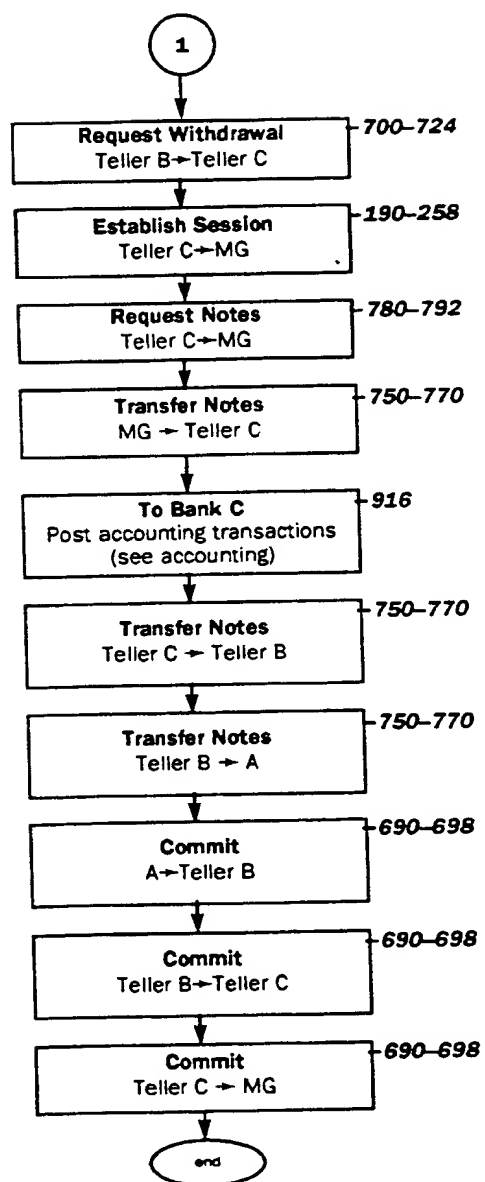 1
Request Withdrawal
Teller B→Teller C
700–724
Establish Session
Teller C→MG
190–258
Request Notes
Teller C→MG
780–792
Transfer Notes
MG → Teller C
750–770
To Bank C
Post accounting transactions
(see accounting)
916
Transfer Notes
Teller C → Teller B
750–770
Transfer Notes
Teller B → A
750–770
Commit
A→Teller B
690–698
Commit
Teller B→Teller C
690–698
Commit
Teller C → MG
690–698
end